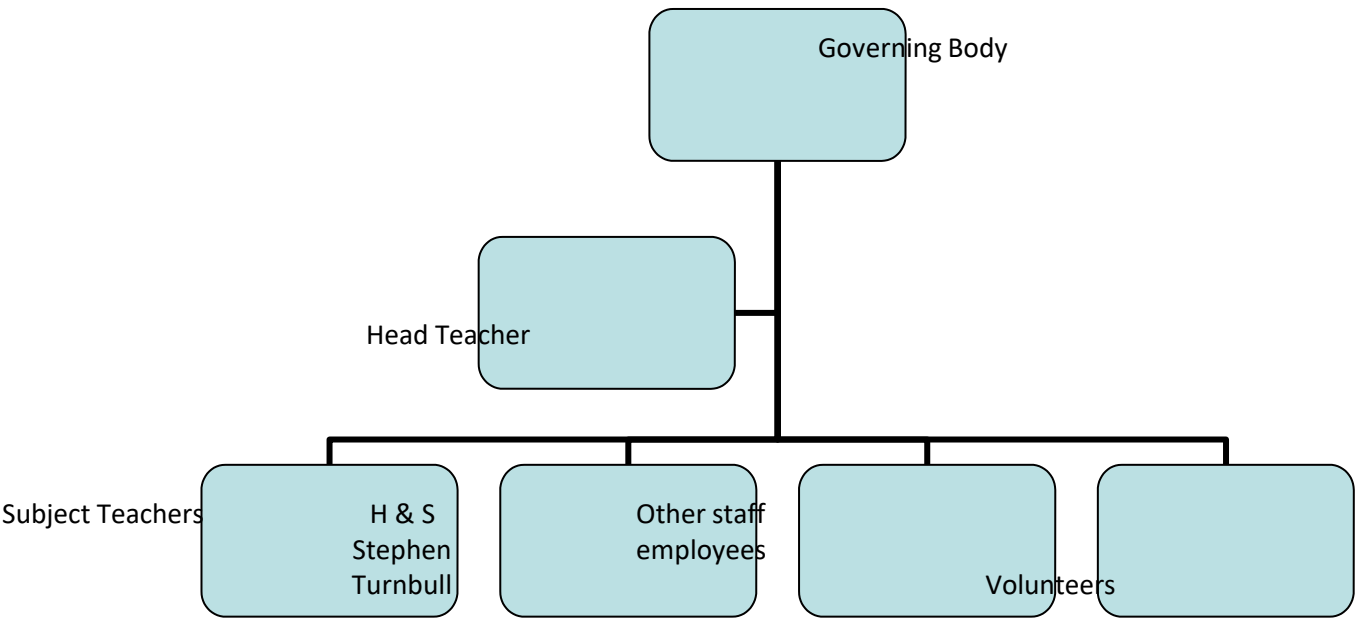 Governing Body
Head Teacher
Subject Teachers
H & S
Stephen
Turnbull
Other staff
employees
Volunteers